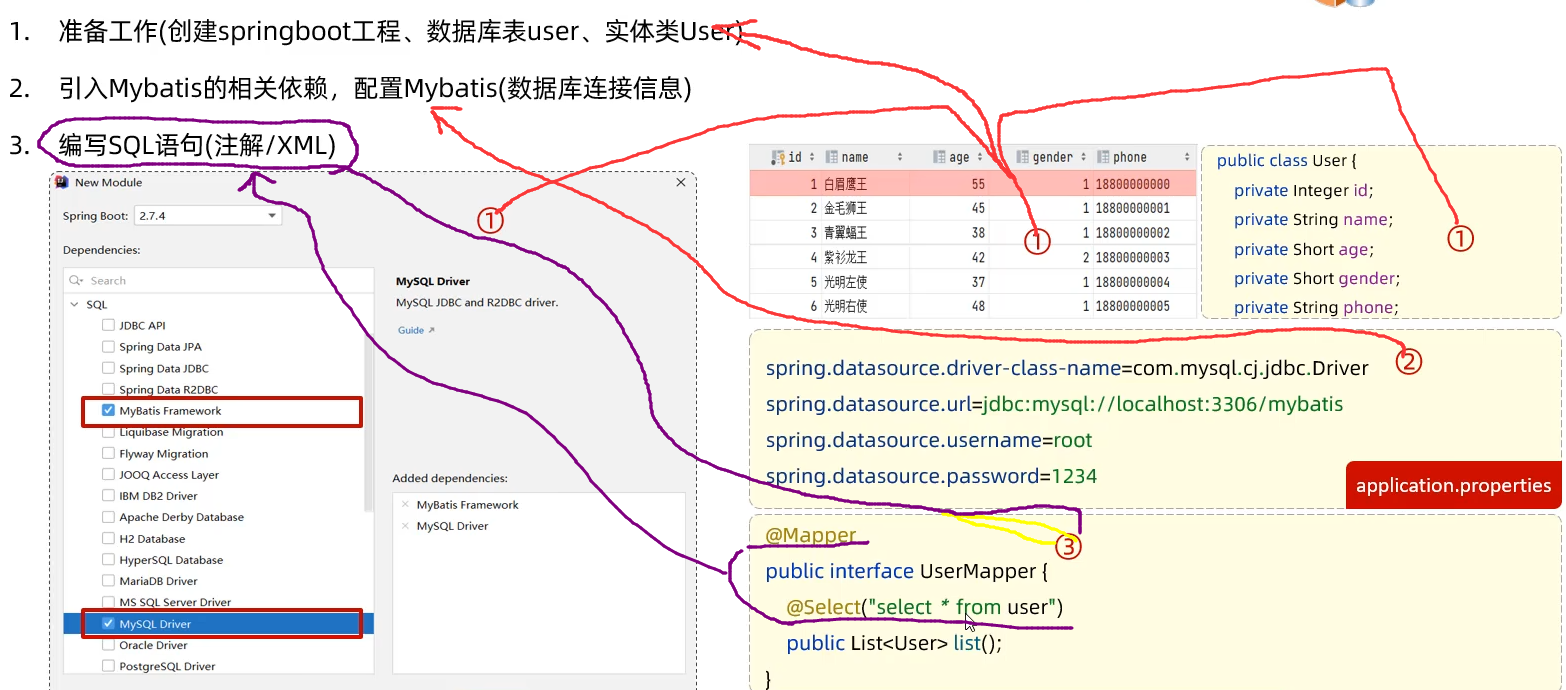 1. 准备工作(创建springboot工程、数据库表user、实体类User)
2. 引入Mybatis的相关依赖，配置Mybatis(数据库连接信息)
3. 编写SQL语句(注解/XML)
New Module
Spring Boot: 2.7.4
Dependencies:
Search
SQL
JDBC API
Spring Data JPA
Spring Data JDBC
Spring Data R2DBC
MyBatis Framework
Liquibase Migration
Flyway Migration
JOOQ Access Layer
IBM DB2 Driver
Apache Derby Database
H2 Database
HyperSQL Database
MariaDB Driver
MS SQL Server Driver
MySQL Driver
Oracle Driver
PostgreSQL Driver
①
MySQL Driver
MySQL JDBC and R2DBC driver.
Guide
Added dependencies:
MyBatis Framework
MySQL Driver
id name age gender phone
1 白眉鹰王 55 1 18800000000
2 金毛狮王 45 1 18800000001
3 青翼蝠王 38 1 18800000002
4 紫衫龙王 42 2 18800000003
5 光明左使 37 1 18800000004
6 光明右使 48 1 18800000005
①
public class User {
private Integer id;
private String name;
private Short age;
private Short gender;
private String phone;
①
spring.datasource.driver-class-name=com.mysql.cj.jdbc.Driver
②
spring.datasource.url=jdbc:mysql://localhost:3306/mybatis
spring.datasource.username=root
spring.datasource.password=1234
application.properties
@Mapper
③
public interface UserMapper {
@Select("select * from user")
public List<User> list();
}